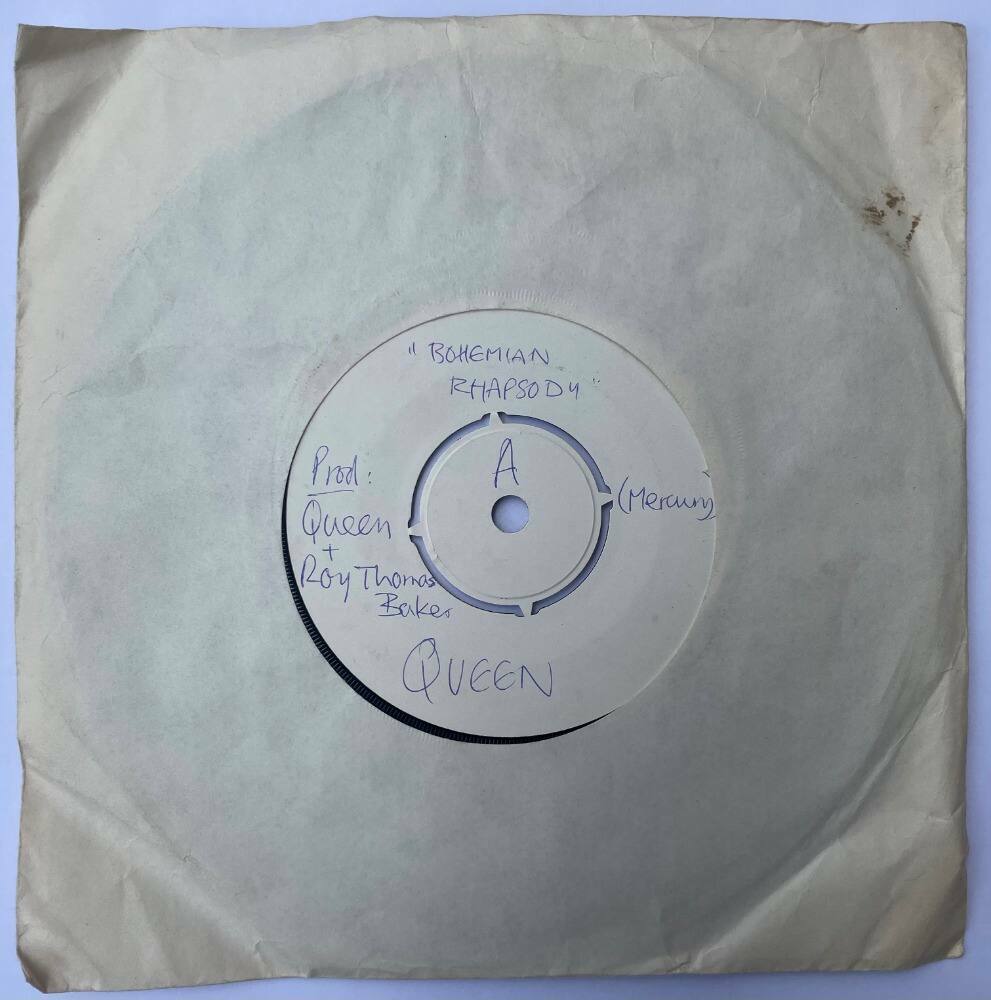 "BOHEMIAN
RHAPSODY"
A
Prod:
Queen
+
Roy Thomas
Baker
(Mercury)
QUEEN